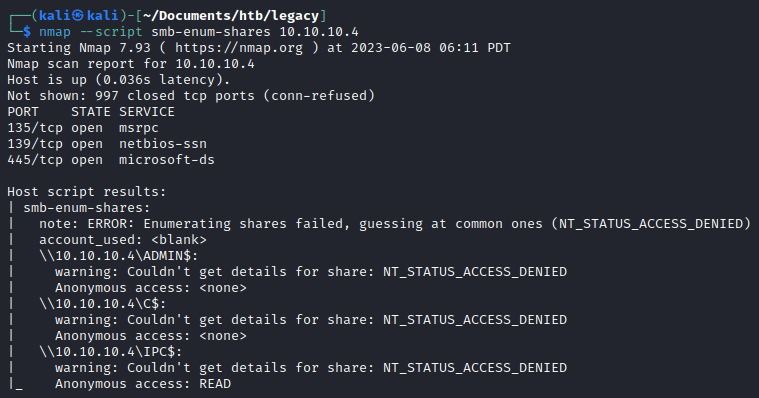 ┌──(kali㉿kali)-[~/Documents/htb/legacy]
└─$ nmap --script smb-enum-shares 10.10.10.4
Starting Nmap 7.93 ( https://nmap.org ) at 2023-06-08 06:11 PDT
Nmap scan report for 10.10.10.4
Host is up (0.036s latency).
Not shown: 997 closed tcp ports (conn-refused)
PORT    STATE SERVICE
135/tcp open  msrpc
139/tcp open  netbios-ssn
445/tcp open  microsoft-ds

Host script results:
| smb-enum-shares:
|   note: ERROR: Enumerating shares failed, guessing at common ones (NT_STATUS_ACCESS_DENIED)
|   account_used: <blank>
|   \\10.10.10.4\ADMIN$:
|     warning: Couldn't get details for share: NT_STATUS_ACCESS_DENIED
|     Anonymous access: <none>
|   \\10.10.10.4\C$:
|     warning: Couldn't get details for share: NT_STATUS_ACCESS_DENIED
|     Anonymous access: <none>
|   \\10.10.10.4\IPC$:
|     warning: Couldn't get details for share: NT_STATUS_ACCESS_DENIED
|_    Anonymous access: READ